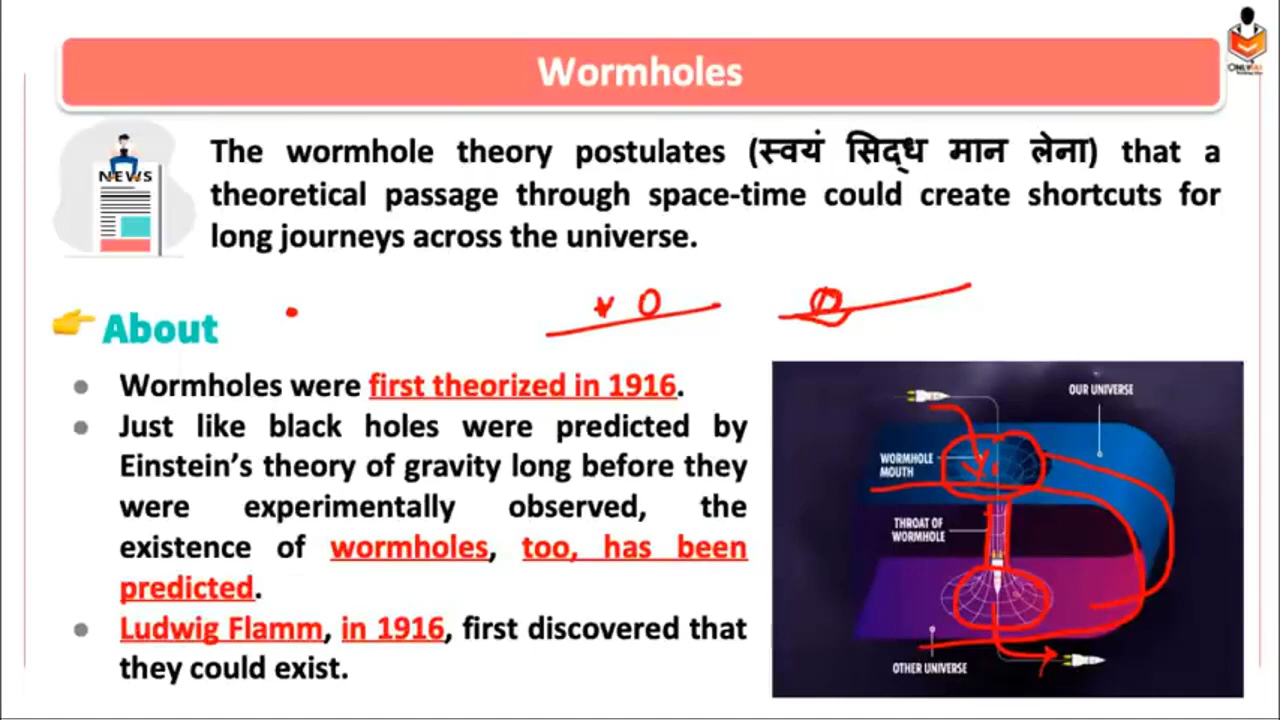 Wormholes
NEWS
The wormhole theory postulates (स्वयं सिद्ध मान लेना) that a
theoretical passage through space-time could create shortcuts for
long journeys across the universe.
About
Wormholes were first theorized in 1916.
Just like black holes were predicted by
Einstein's theory of gravity long before they
were experimentally observed, the
existence of wormholes, too, has been
predicted.
Ludwig Flamm, in 1916, first discovered that
they could exist.
OUR UNIVERSE
WORMHOLE
MOUTH
THROAT OF
WORMHOLE
OTHER UNIVERSE